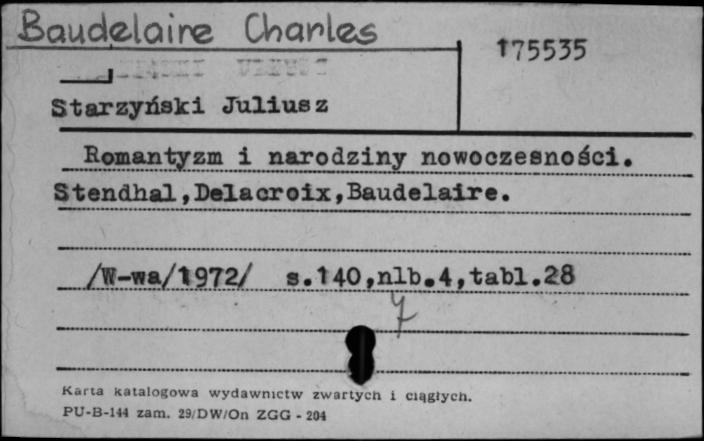 Baudelaire Charles
175535
Starzyński Juliusz
Romantyzm i narodziny nowoczesności.
Stendhal,Delacroix,Baudelaire.
/W-wa/1972/ s.140,nlb.4,tabl.28
Karta katalogowa wydawnictw zwartych i ciągłych.
PU-B-144 zam. 29/DW/On ZGG - 204